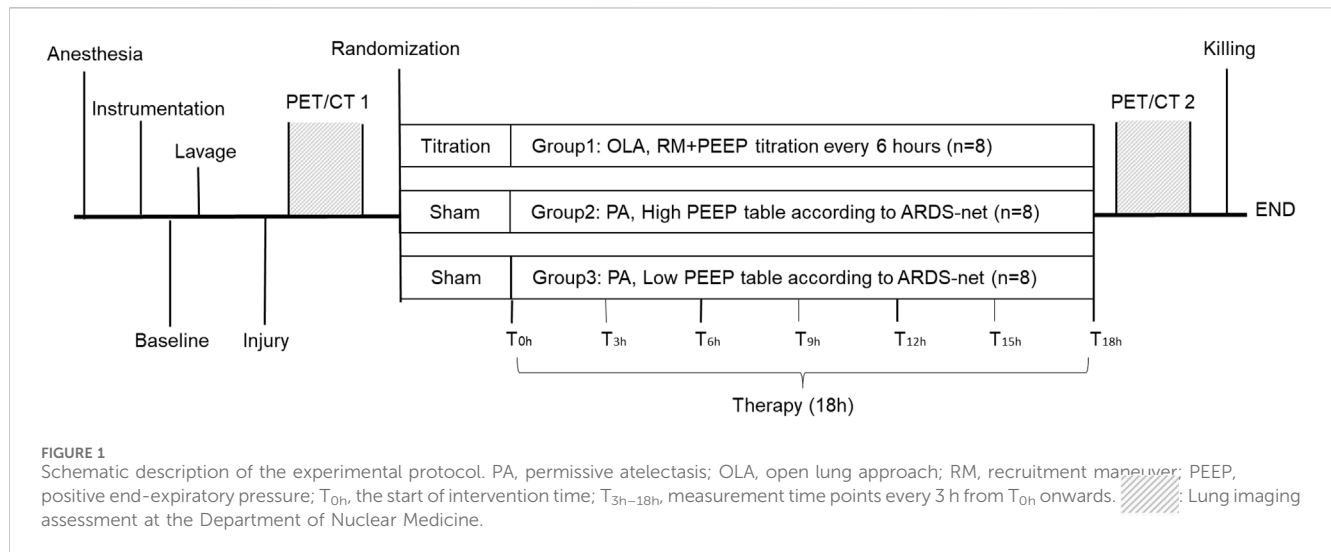 Anesthesia
Randomization
Killing
Instrumentation
PET/CT 1
PET/CT 2
Lavage
Titration
Group1: OLA, RM+PEEP titration every 6 hours (n=8)
Sham
Group2: PA, High PEEP table according to ARDS-net (n=8)
END
Sham
Group3: PA, Low PEEP table according to ARDS-net (n=8)
Baseline
Injury
T0h
T3h
T6h
T9h
T12h
T15h
T18h
Therapy (18h)
FIGURE 1
Schematic description of the experimental protocol. PA, permissive atelectasis; OLA, open lung approach; RM, recruitment maneuver; PEEP,
positive end-expiratory pressure; T0h, the start of intervention time; T3h–18h, measurement time points every 3 h from T0h onwards. : Lung imaging
assessment at the Department of Nuclear Medicine.